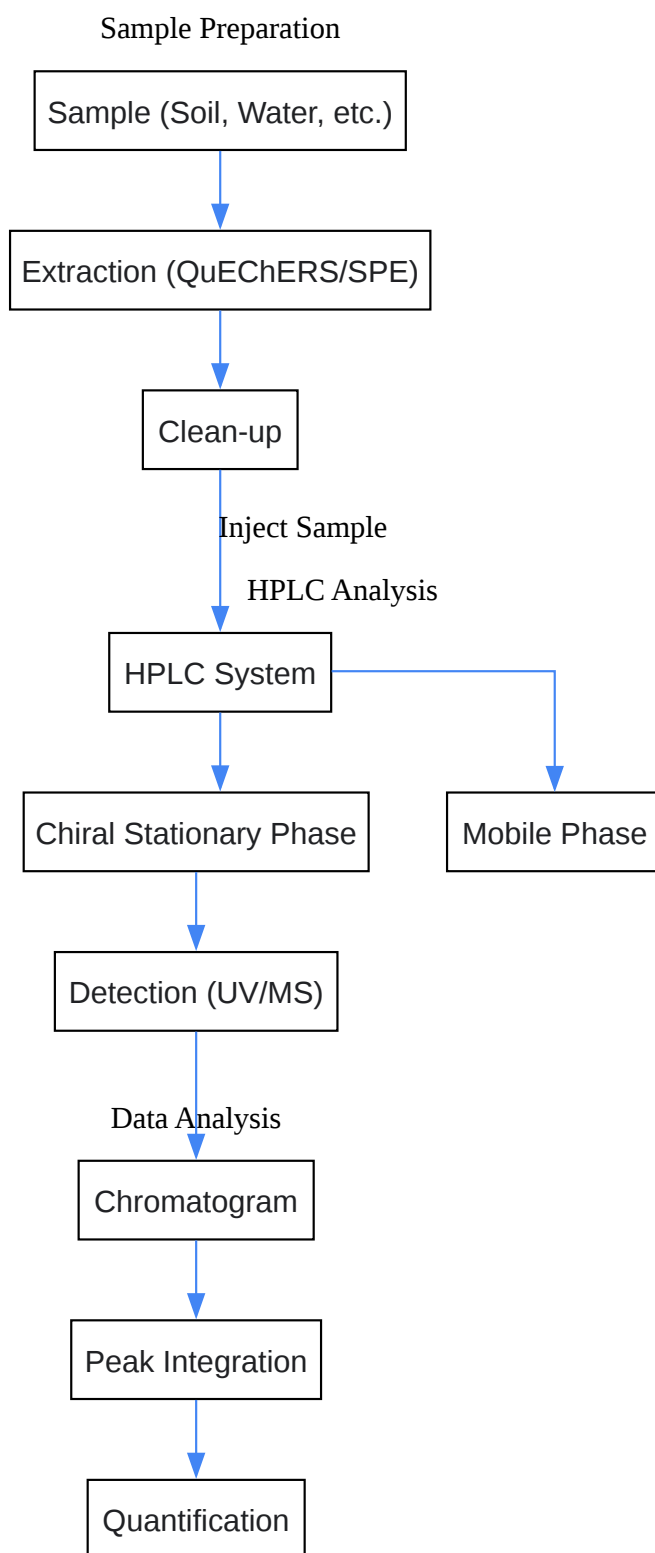 Sample Preparation
Sample (Soil, Water, etc.)
Extraction (QuEChERS/SPE)
Clean-up
Inject Sample
HPLC Analysis
HPLC System
Chiral Stationary Phase
Mobile Phase
Detection (UV/MS)
Data Analysis
Chromatogram
Peak Integration
Quantification